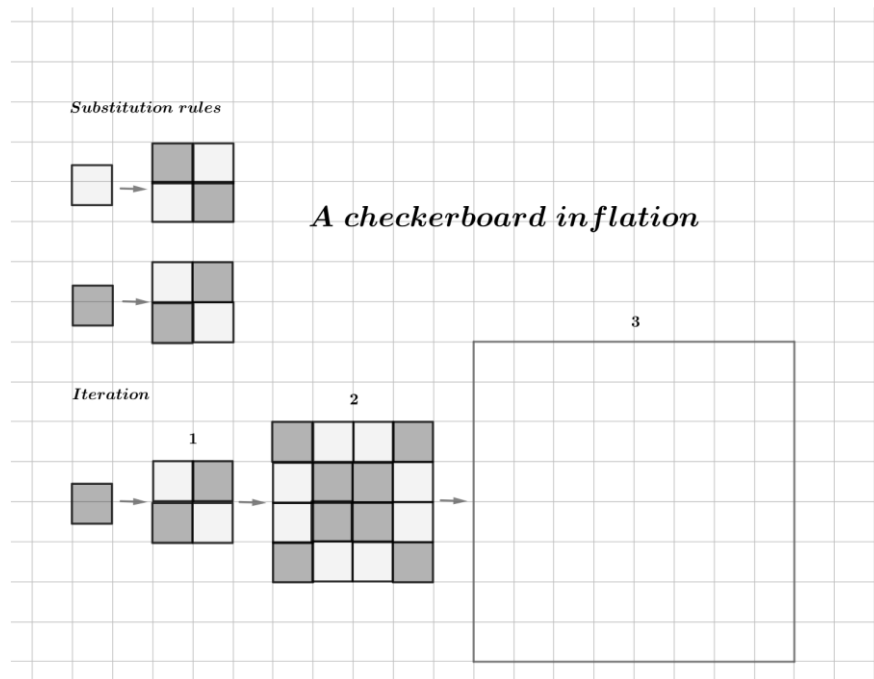 Substitution rules
A checkerboard inflation
3
Iteration
2
1